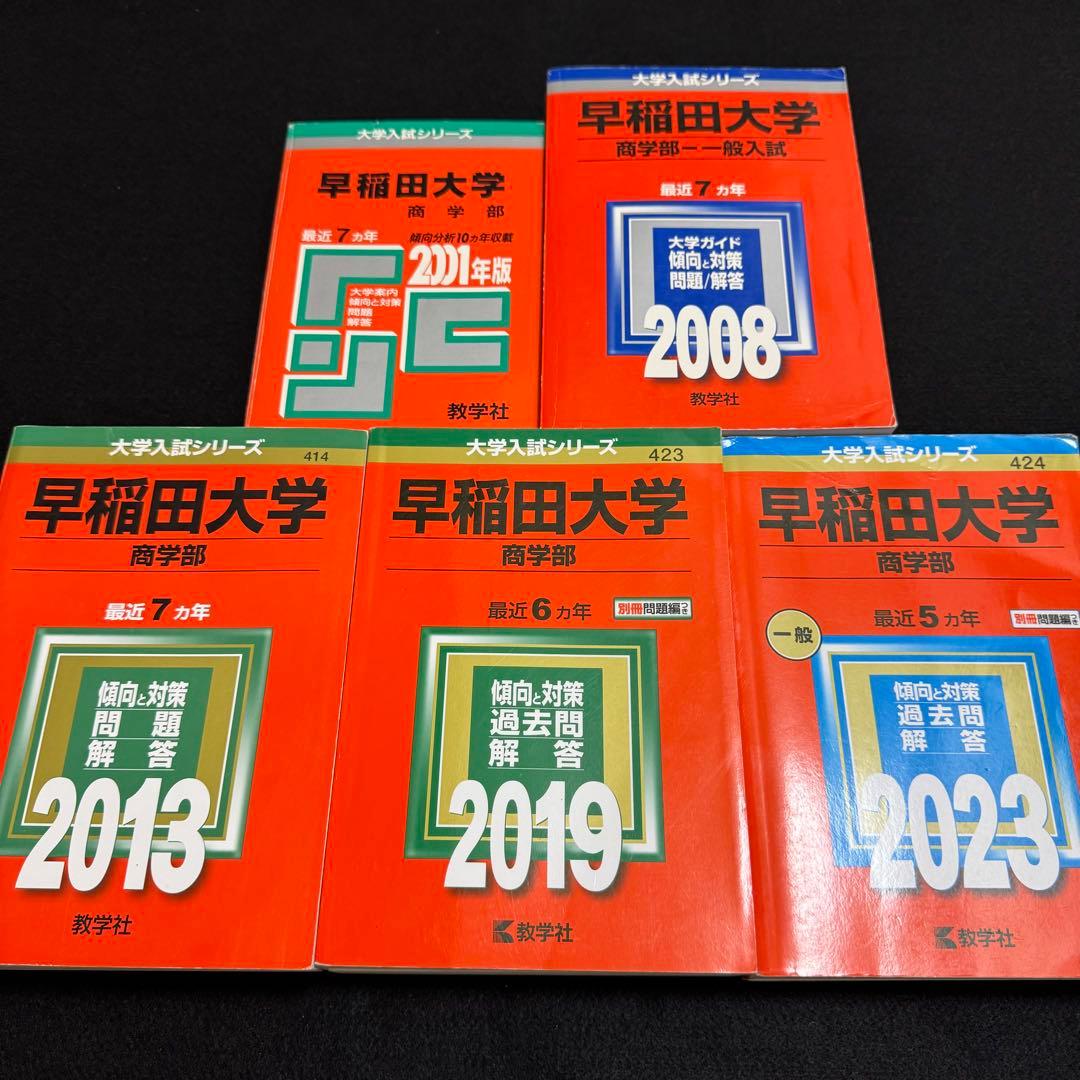 大学入試シリーズ
早稲田大学
商学部
最近7ヵ年
傾向分析10ヵ年収載
2001年版
大学案内
傾向と対策
問題
解答
教学社
大学入試シリーズ
早稲田大学
商学部－一般入試
最近7ヵ年
大学ガイド
傾向と対策
問題/解答
2008
教学社
大学入試シリーズ
414
早稲田大学
商学部
最近7ヵ年
傾向と対策
問題
解答
2013
教学社
大学入試シリーズ
423
早稲田大学
商学部
最近6ヵ年
別冊問題編つき
傾向と対策
過去問
解答
2019
教学社
大学入試シリーズ
424
早稲田大学
商学部
一般
最近5ヵ年
別冊問題編つき
傾向と対策
過去問
解答
2023
教学社